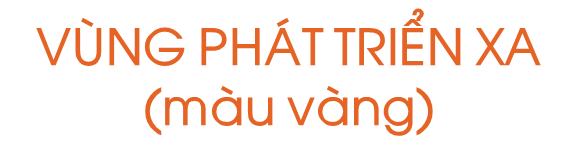 VÙNG PHÁT TRIỂN XA
(màu vàng)